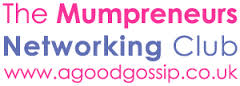 The Mumpreneurs
Networking Club
www.agoodgossip.co.uk